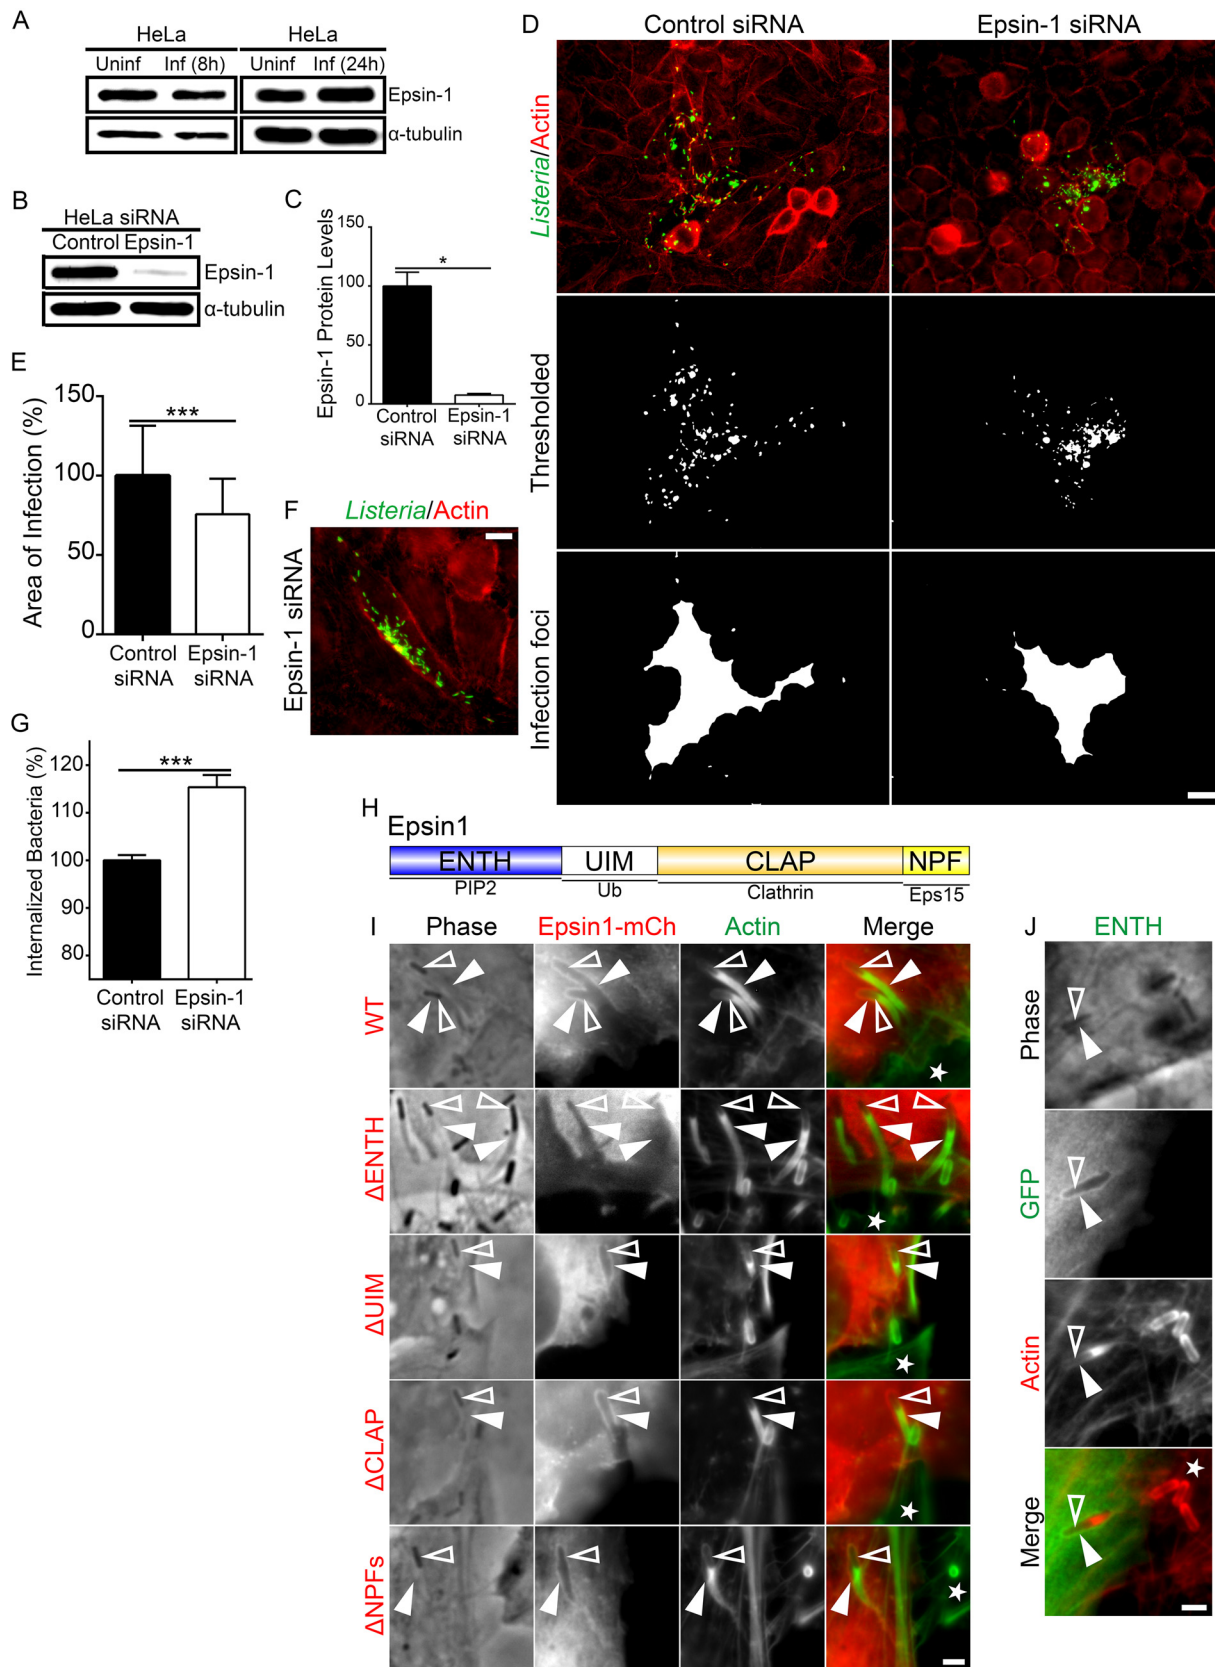 A
HeLa HeLa
Uninf Inf (8h) Uninf Inf (24h)
Epsin-1
α-tubulin
B
HeLa siRNA
Control Epsin-1
Epsin-1
α-tubulin
C
Epsin-1 Protein Levels
150
100
50
0
*
Control siRNA
Epsin-1 siRNA
D
Control siRNA Epsin-1 siRNA
Listeria/Actin
Thresholded
Infection foci
E
Area of Infection (%)
150
100
50
0
***
Control siRNA
Epsin-1 siRNA
F
Listeria/Actin
Epsin-1 siRNA
G
Internalized Bacteria (%)
120
110
100
90
80
***
Control siRNA
Epsin-1 siRNA
H
Epsin1
ENTH UIM CLAP NPF
PIP2 Ub Clathrin Eps15
I
Phase Epsin1-mCh Actin Merge
WT
ΔENTH
ΔUIM
ΔCLAP
ΔNPFs
J
ENTH
Phase
GFP
Actin
Merge